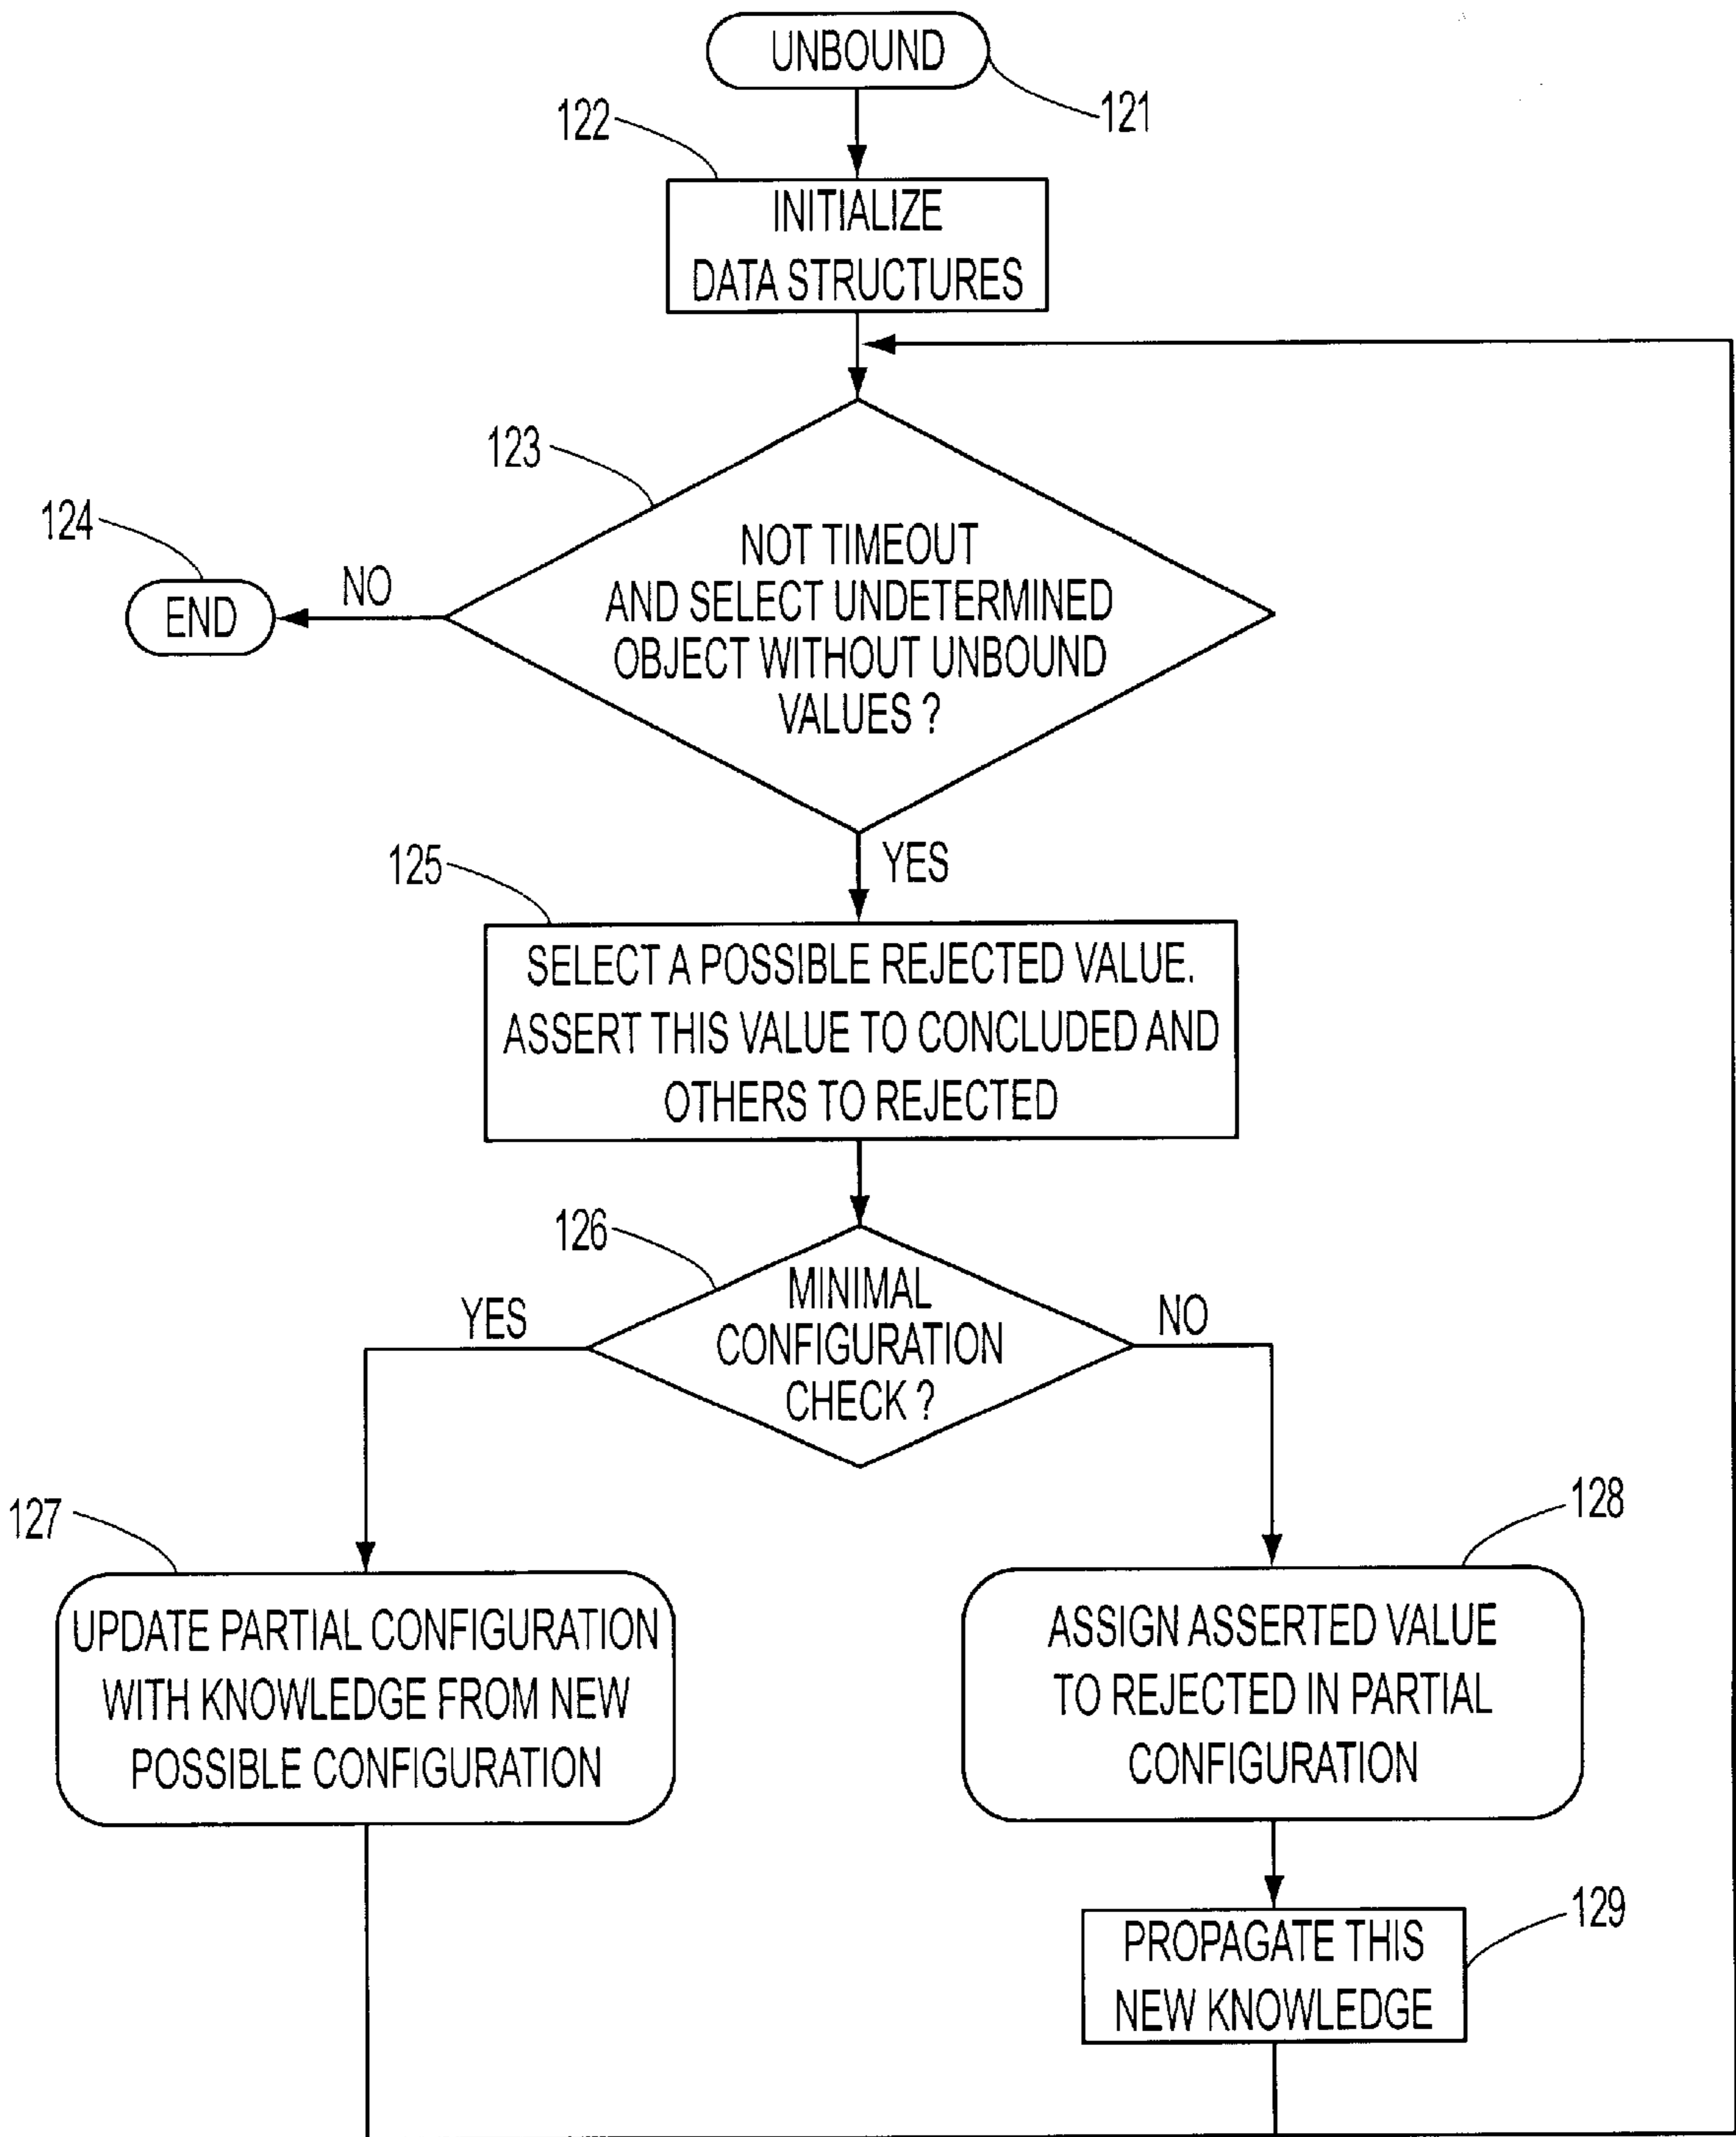 UNBOUND
121
122
INITIALIZE
DATA STRUCTURES
123
NOT TIMEOUT
AND SELECT UNDETERMINED
OBJECT WITHOUT UNBOUND
VALUES ?
124
END
NO
YES
125
SELECT A POSSIBLE REJECTED VALUE.
ASSERT THIS VALUE TO CONCLUDED AND
OTHERS TO REJECTED
126
MINIMAL
CONFIGURATION
CHECK ?
YES
NO
127
UPDATE PARTIAL CONFIGURATION
WITH KNOWLEDGE FROM NEW
POSSIBLE CONFIGURATION
128
ASSIGN ASSERTED VALUE
TO REJECTED IN PARTIAL
CONFIGURATION
129
PROPAGATE THIS
NEW KNOWLEDGE